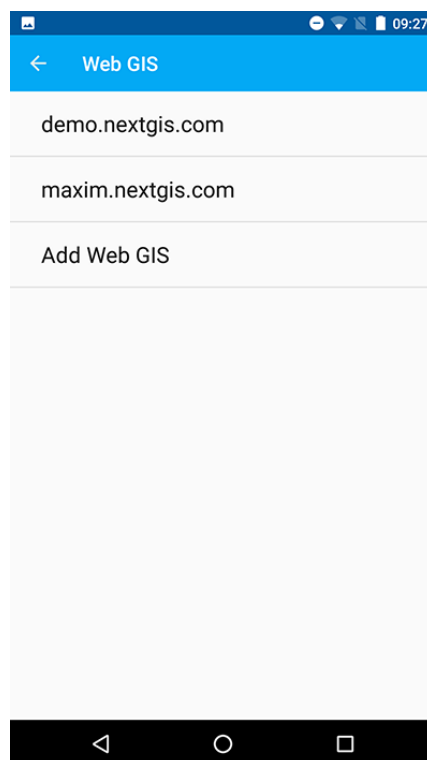 09:27
Web GIS
demo.nextgis.com
maxim.nextgis.com
Add Web GIS